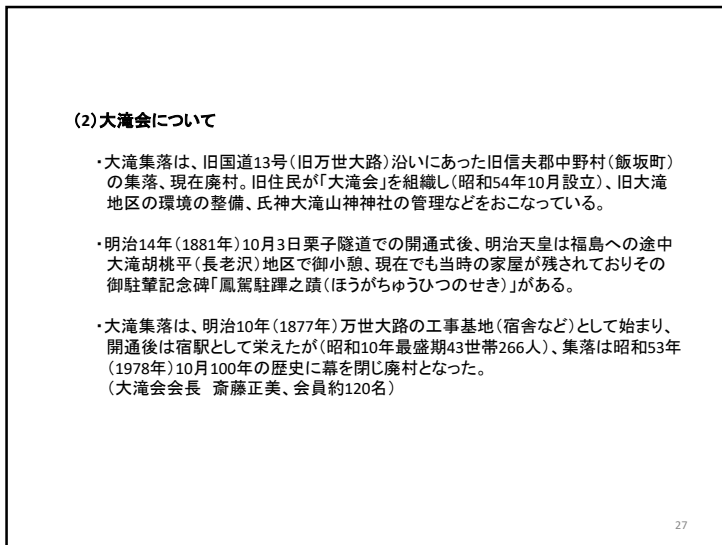 (2)大滝会について
・大滝集落は、旧国道13号(旧万世大路)沿いにあった旧信夫郡中野村(飯坂町)
の集落、現在廃村。旧住民が「大滝会」を組織し(昭和54年10月設立)、旧大滝
地区の環境の整備、氏神大滝山神神社の管理などをおこなっている。
・明治14年(1881年)10月3日栗子隧道での開通式後、明治天皇は福島への途中
大滝胡桃平(長老沢)地区で御小憩、現在でも当時の家屋が残されておりその
御駐輦記念碑「鳳駕駐蹕之蹟(ほうがちゅうひつのせき)」がある。
・大滝集落は、明治10年(1877年)万世大路の工事基地(宿舎など)として始まり、
開通後は宿駅として栄えたが(昭和10年最盛期43世帯266人)、集落は昭和53年
(1978年)10月100年の歴史に幕を閉じ廃村となった。
(大滝会会長 斎藤正美、会員約120名)
27